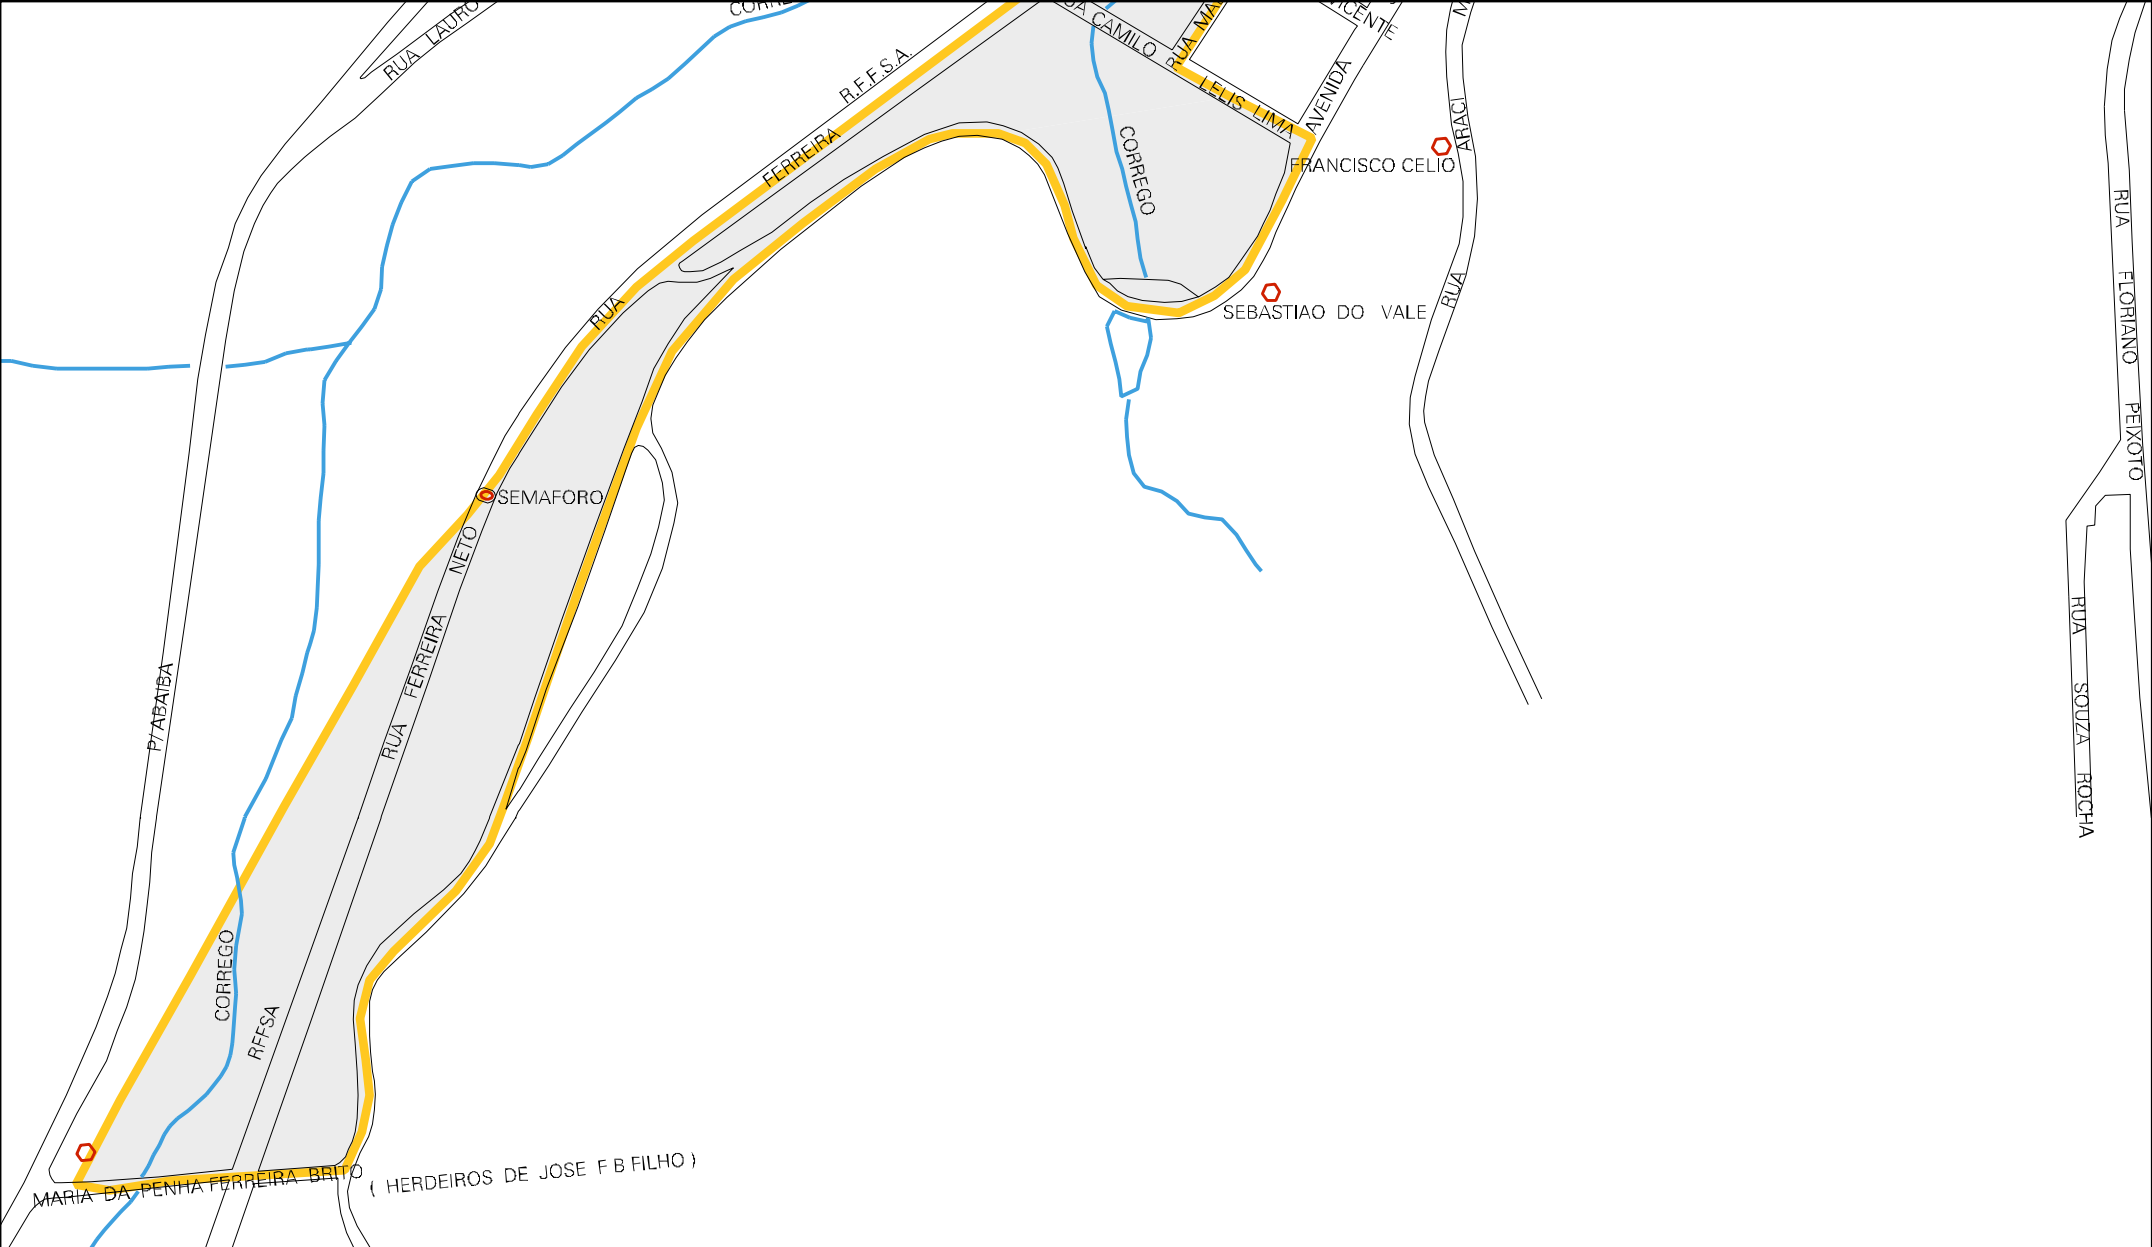 RUA LAURO
R.F.F.S.A.
RUA CAMILO
LELIS LIMA
RUA
AVENIDA
VICENTE
RUA ARACI
CORREGO
FRANCISCO CELIO
SEBASTIAO DO VALE
RUA FERREIRA
SEMAFORO
RUA FERREIRA NETO
P/ABAIBA
CORREGO
RFFSA
MARIA DA PENHA FERREIRA BRITO ( HERDEIROS DE JOSE F B FILHO )
RUA FLORIANO PEIXOTO
RUA SOUZA ROCHA